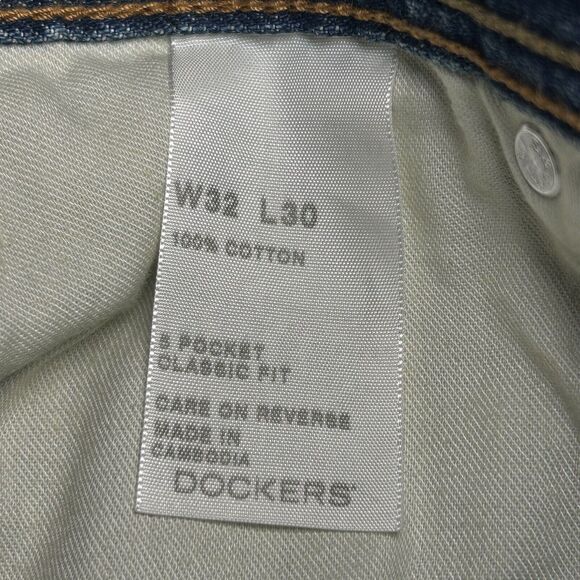 W32 L30
100% COTTON
5 POCKET
CLASSIC FIT
CARE ON REVERSE
MADE IN
CAMBODIA
DOCKERS®